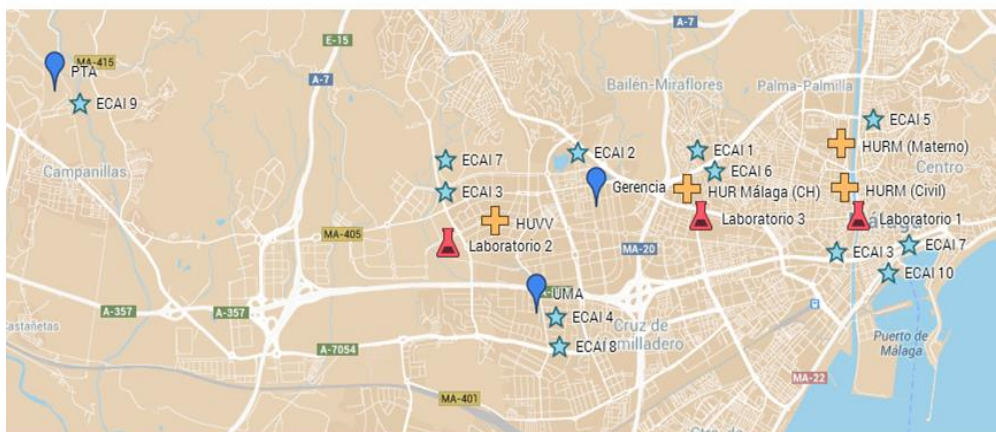 E-15
MA-415
A-7
A-7
PTA
Bailén-Miraflores
Palma-Palmilla
ECAI 9
ECAI 5
HURM (Materno)
Centro
ECAI 7
ECAI 2
ECAI 1
ECAI 6
Campanillas
Gerencia
HUR Málaga (CH)
HURM (Civil)
ECAI 3
HUVV
Laboratorio 3
Laboratorio 1
MA-405
Laboratorio 2
MA-20
ECAI 3
ECAI 7
ECAI 10
UMA
A-357
A-357
ECAI 4
Cruz de
Castañetas
A-7054
ECAI 8
Puerto de
Málaga
MA-22
MA-401